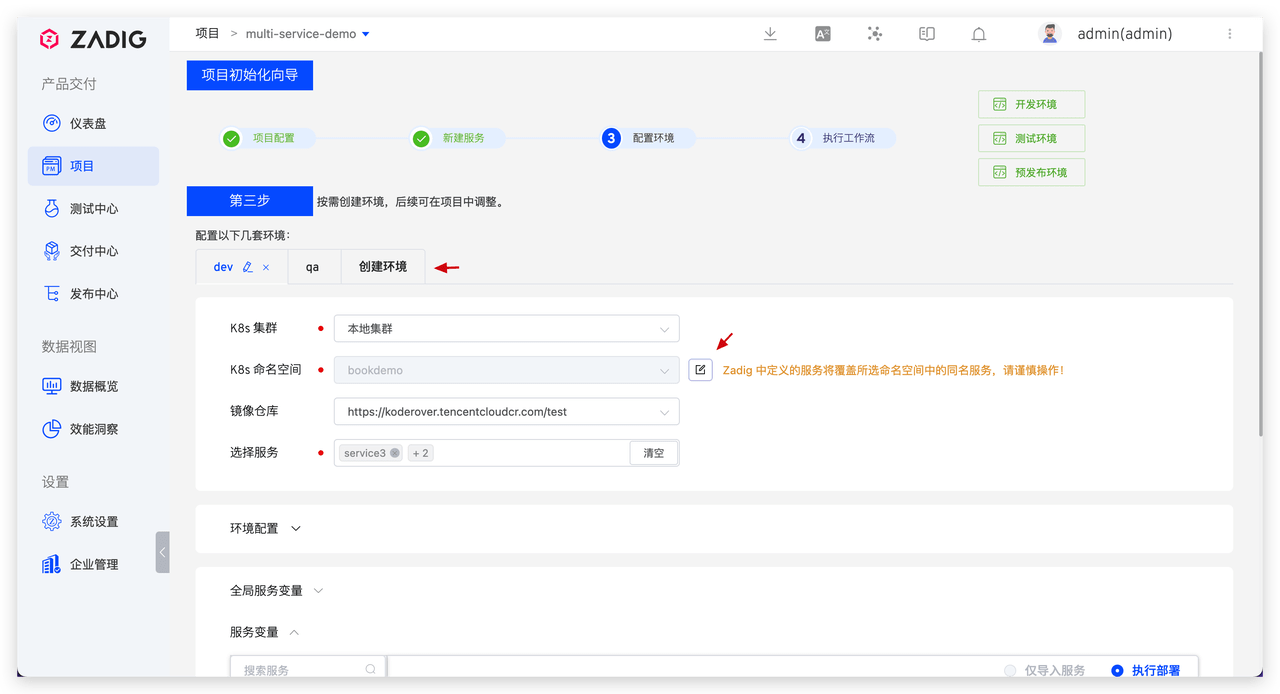 ZADIG
项目 > multi-service-demo
A文
admin(admin)
产品交付
仪表盘
PM
项目
测试中心
交付中心
发布中心
数据视图
数据概览
效能洞察
设置
系统设置
企业管理
项目初始化向导
项目配置
新建服务
3 配置环境
4 执行工作流
开发环境
测试环境
预发布环境
第三步 按需创建环境，后续可在项目中调整。
配置以下几套环境：
dev × qa 创建环境
K8s 集群 本地集群
K8s 命名空间 bookdemo Zadig 中定义的服务将覆盖所选命名空间中的同名服务，请谨慎操作！
镜像仓库 https://koderover.tencentcloudcr.com/test
选择服务 service3 + 2 清空
环境配置
全局服务变量
服务变量
搜索服务 仅导入服务 执行部署